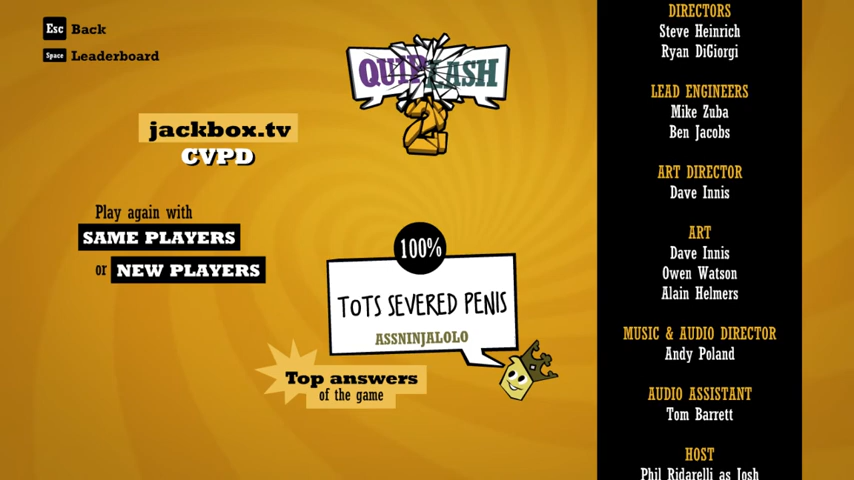 Esc Back
Space Leaderboard
QUIPLASH
2
jackbox.tv
CVPD
Play again with
SAME PLAYERS
or NEW PLAYERS
100%
TOTS SEVERED PENIS
ASSNINJALOLO
Top answers
of the game
DIRECTORS
Steve Heinrich
Ryan DiGiorgi
LEAD ENGINEERS
Mike Zuba
Ben Jacobs
ART DIRECTOR
Dave Innis
ART
Dave Innis
Owen Watson
Alain Helmers
MUSIC & AUDIO DIRECTOR
Andy Poland
AUDIO ASSISTANT
Tom Barrett
HOST
Phil Ridarelli as Josh